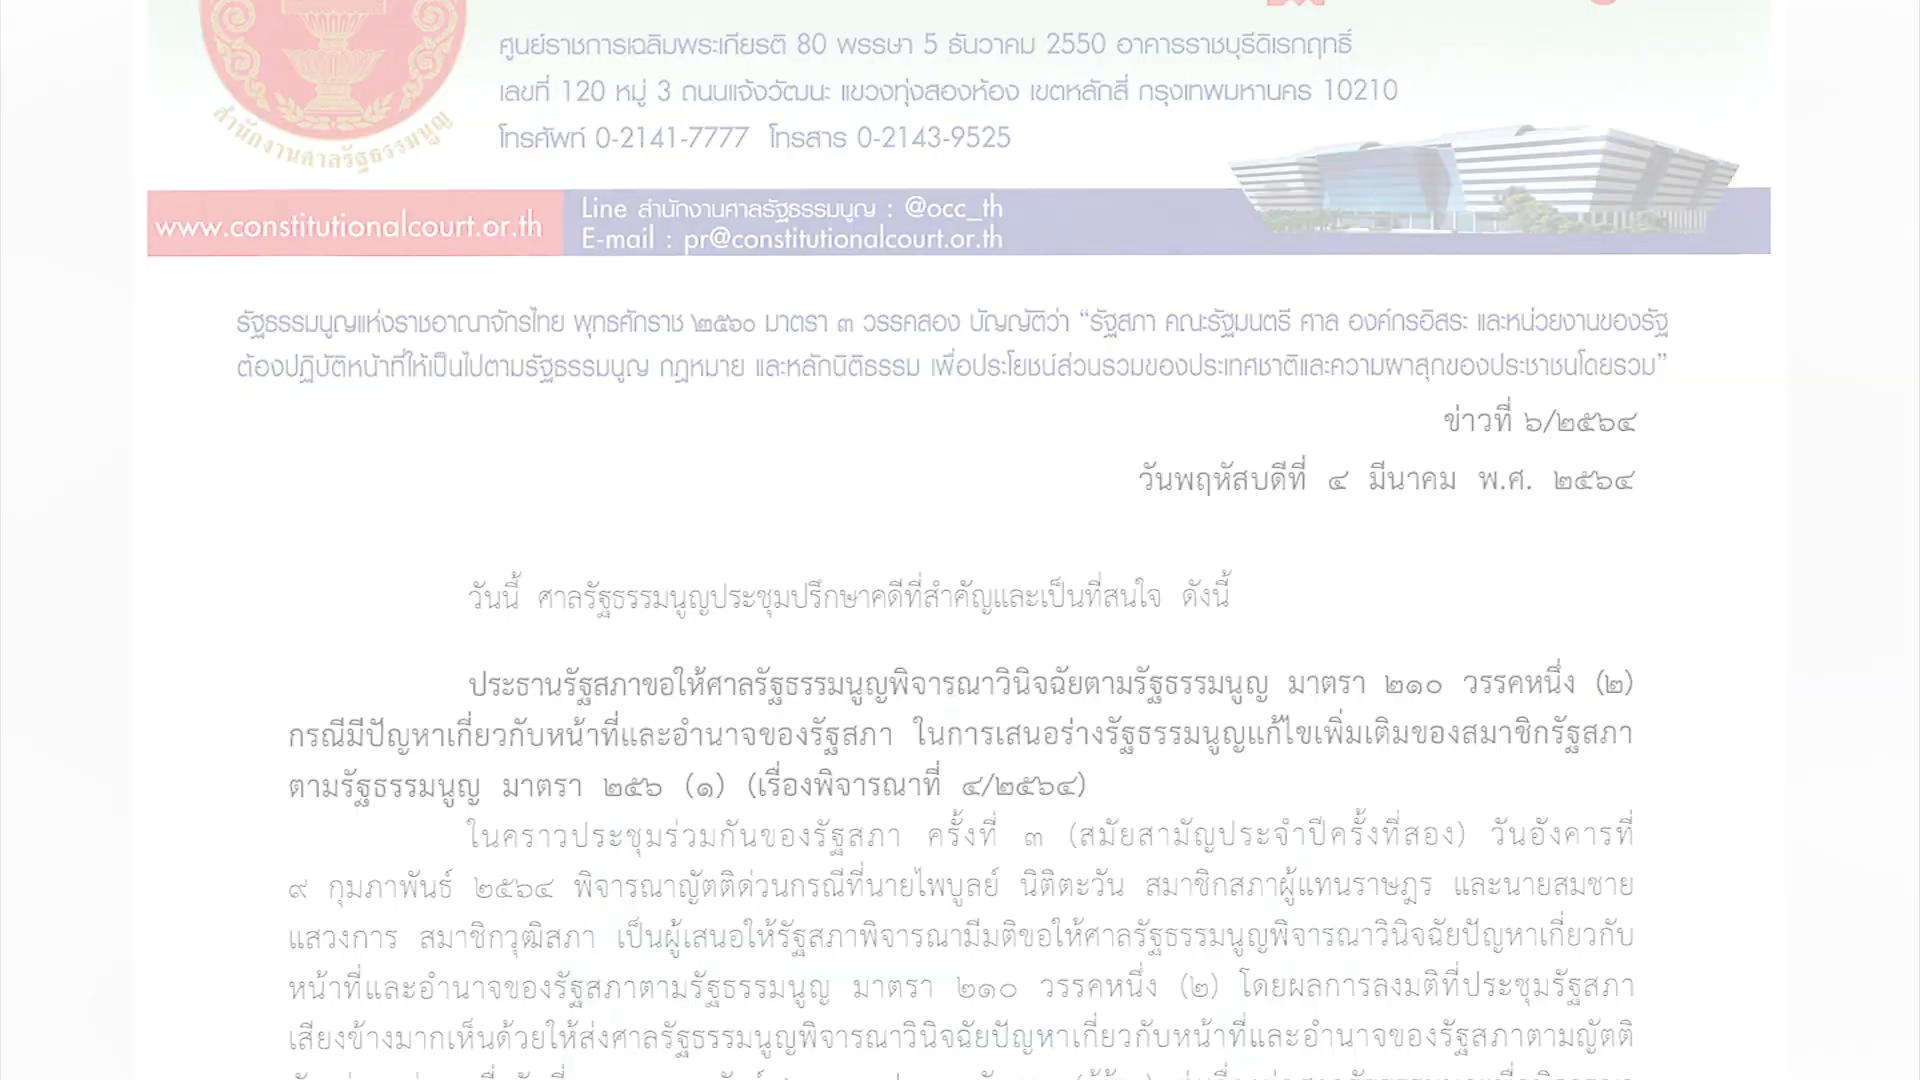 ศูนย์ราชการเฉลิมพระเกียรติ 80 พรรษา 5 ธันวาคม 2550 อาคารราชบุรีดิเรกฤทธิ์
เลขที่ 120 หมู่ 3 ถนนแจ้งวัฒนะ แขวงทุ่งสองห้อง เขตหลักสี่ กรุงเทพมหานคร 10210
โทรศัพท์ 0-2141-7777 โทรสาร 0-2143-9525
สำนักงานศาลรัฐธรรมนูญ
www.constitutionalcourt.or.th
Line สำนักงานศาลรัฐธรรมนูญ : @occ_th
E-mail : pr@constitutionalcourt.or.th
รัฐธรรมนูญแห่งราชอาณาจักรไทย พุทธศักราช ๒๕๖๐ มาตรา ๓ วรรคสอง บัญญัติว่า “รัฐสภา คณะรัฐมนตรี ศาล องค์กรอิสระ และหน่วยงานของรัฐ
ต้องปฏิบัติหน้าที่ให้เป็นไปตามรัฐธรรมนูญ กฎหมาย และหลักนิติธรรม เพื่อประโยชน์ส่วนรวมของประเทศชาติและความผาสุกของประชาชนโดยรวม”
ข่าวที่ ๖/๒๕๖๔
วันพฤหัสบดีที่ ๔ มีนาคม พ.ศ. ๒๕๖๔
วันนี้ ศาลรัฐธรรมนูญประชุมปรึกษาคดีที่สำคัญและเป็นที่สนใจ ดังนี้
ประธานรัฐสภาขอให้ศาลรัฐธรรมนูญพิจารณาวินิจฉัยตามรัฐธรรมนูญ มาตรา ๒๑๐ วรรคหนึ่ง (๒)
กรณีมีปัญหาเกี่ยวกับหน้าที่และอำนาจของรัฐสภา ในการเสนอร่างรัฐธรรมนูญแก้ไขเพิ่มเติมของสมาชิกรัฐสภา
ตามรัฐธรรมนูญ มาตรา ๒๕๖ (๑) (เรื่องพิจารณาที่ ๔/๒๕๖๔)
ในคราวประชุมร่วมกันของรัฐสภา ครั้งที่ ๓ (สมัยสามัญประจำปีครั้งที่สอง) วันอังคารที่
๙ กุมภาพันธ์ ๒๕๖๔ พิจารณาญัตติด่วนกรณีที่นายไพบูลย์ นิติตะวัน สมาชิกสภาผู้แทนราษฎร และนายสมชาย
แสวงการ สมาชิกวุฒิสภา เป็นผู้เสนอให้รัฐสภาพิจารณามีมติขอให้ศาลรัฐธรรมนูญพิจารณาวินิจฉัยปัญหาเกี่ยวกับ
หน้าที่และอำนาจของรัฐสภาตามรัฐธรรมนูญ มาตรา ๒๑๐ วรรคหนึ่ง (๒) โดยผลการลงมติที่ประชุมรัฐสภา
เสียงข้างมากเห็นด้วยให้ส่งศาลรัฐธรรมนูญพิจารณาวินิจฉัยปัญหาเกี่ยวกับหน้าที่และอำนาจของรัฐสภาตามญัตติ